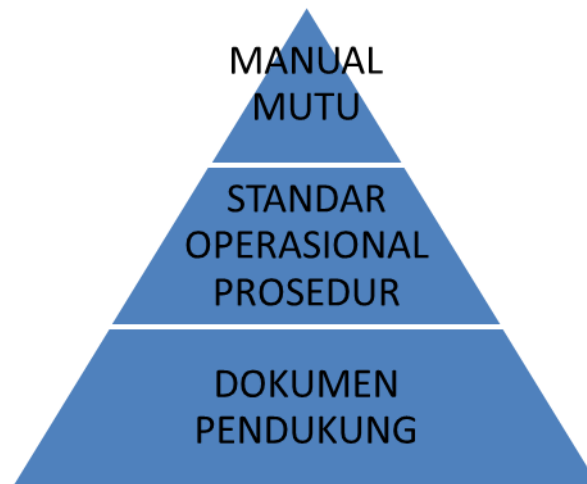 MANUAL
MUTU
STANDAR
OPERASIONAL
PROSEDUR
DOKUMEN
PENDUKUNG